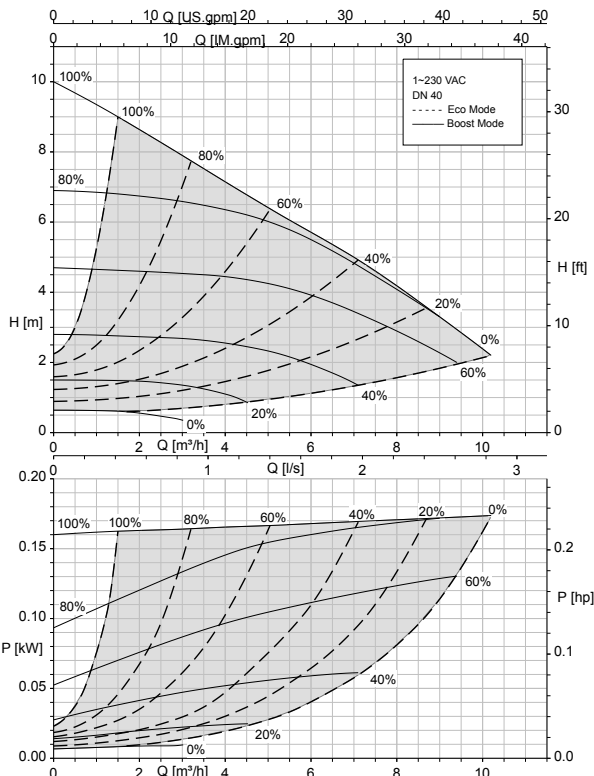 0 10 20 30 40 50
Q [US.gpm]
0 10 20 30 40
Q [IM.gpm]
1~230 VAC
DN 40
Eco Mode
Boost Mode
10
8
6
4
2
0
H [m]
30
20
10
0
H [ft]
100%
100%
80%
80%
60%
40%
20%
0%
60%
40%
20%
0%
0 2 4 6 8 10
Q [m³/h]
0 1 2 3
Q [l/s]
0.20
0.15
0.10
0.05
0.00
P [kW]
0.2
0.1
0.0
P [hp]
100% 100% 80% 60% 40% 20% 0%
80%
60%
40%
20%
0%
0 2 4 6 8 10
Q [m³/h]